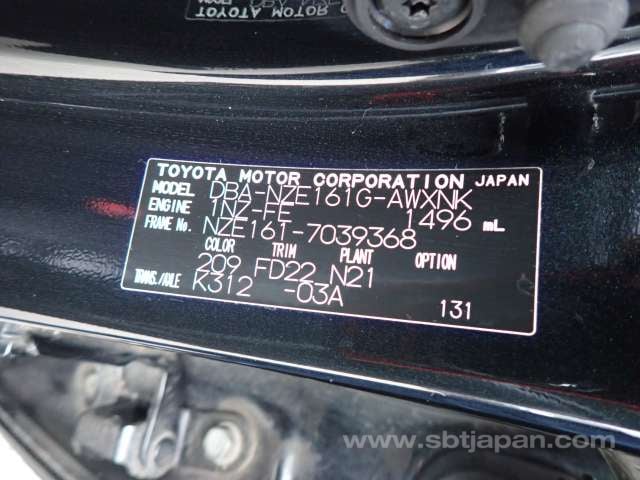 TOYOTA MOTOR CORPORATION JAPAN
MODEL DBA-NZE161G-AWXNK
ENGINE 1NZ-FE 1496 mL
FRAME No. NZE161-7039368
COLOR TRIM PLANT OPTION
209 FD22 N21
TRANS./AXLE K312 -03A
131
www.sbtjapan.com